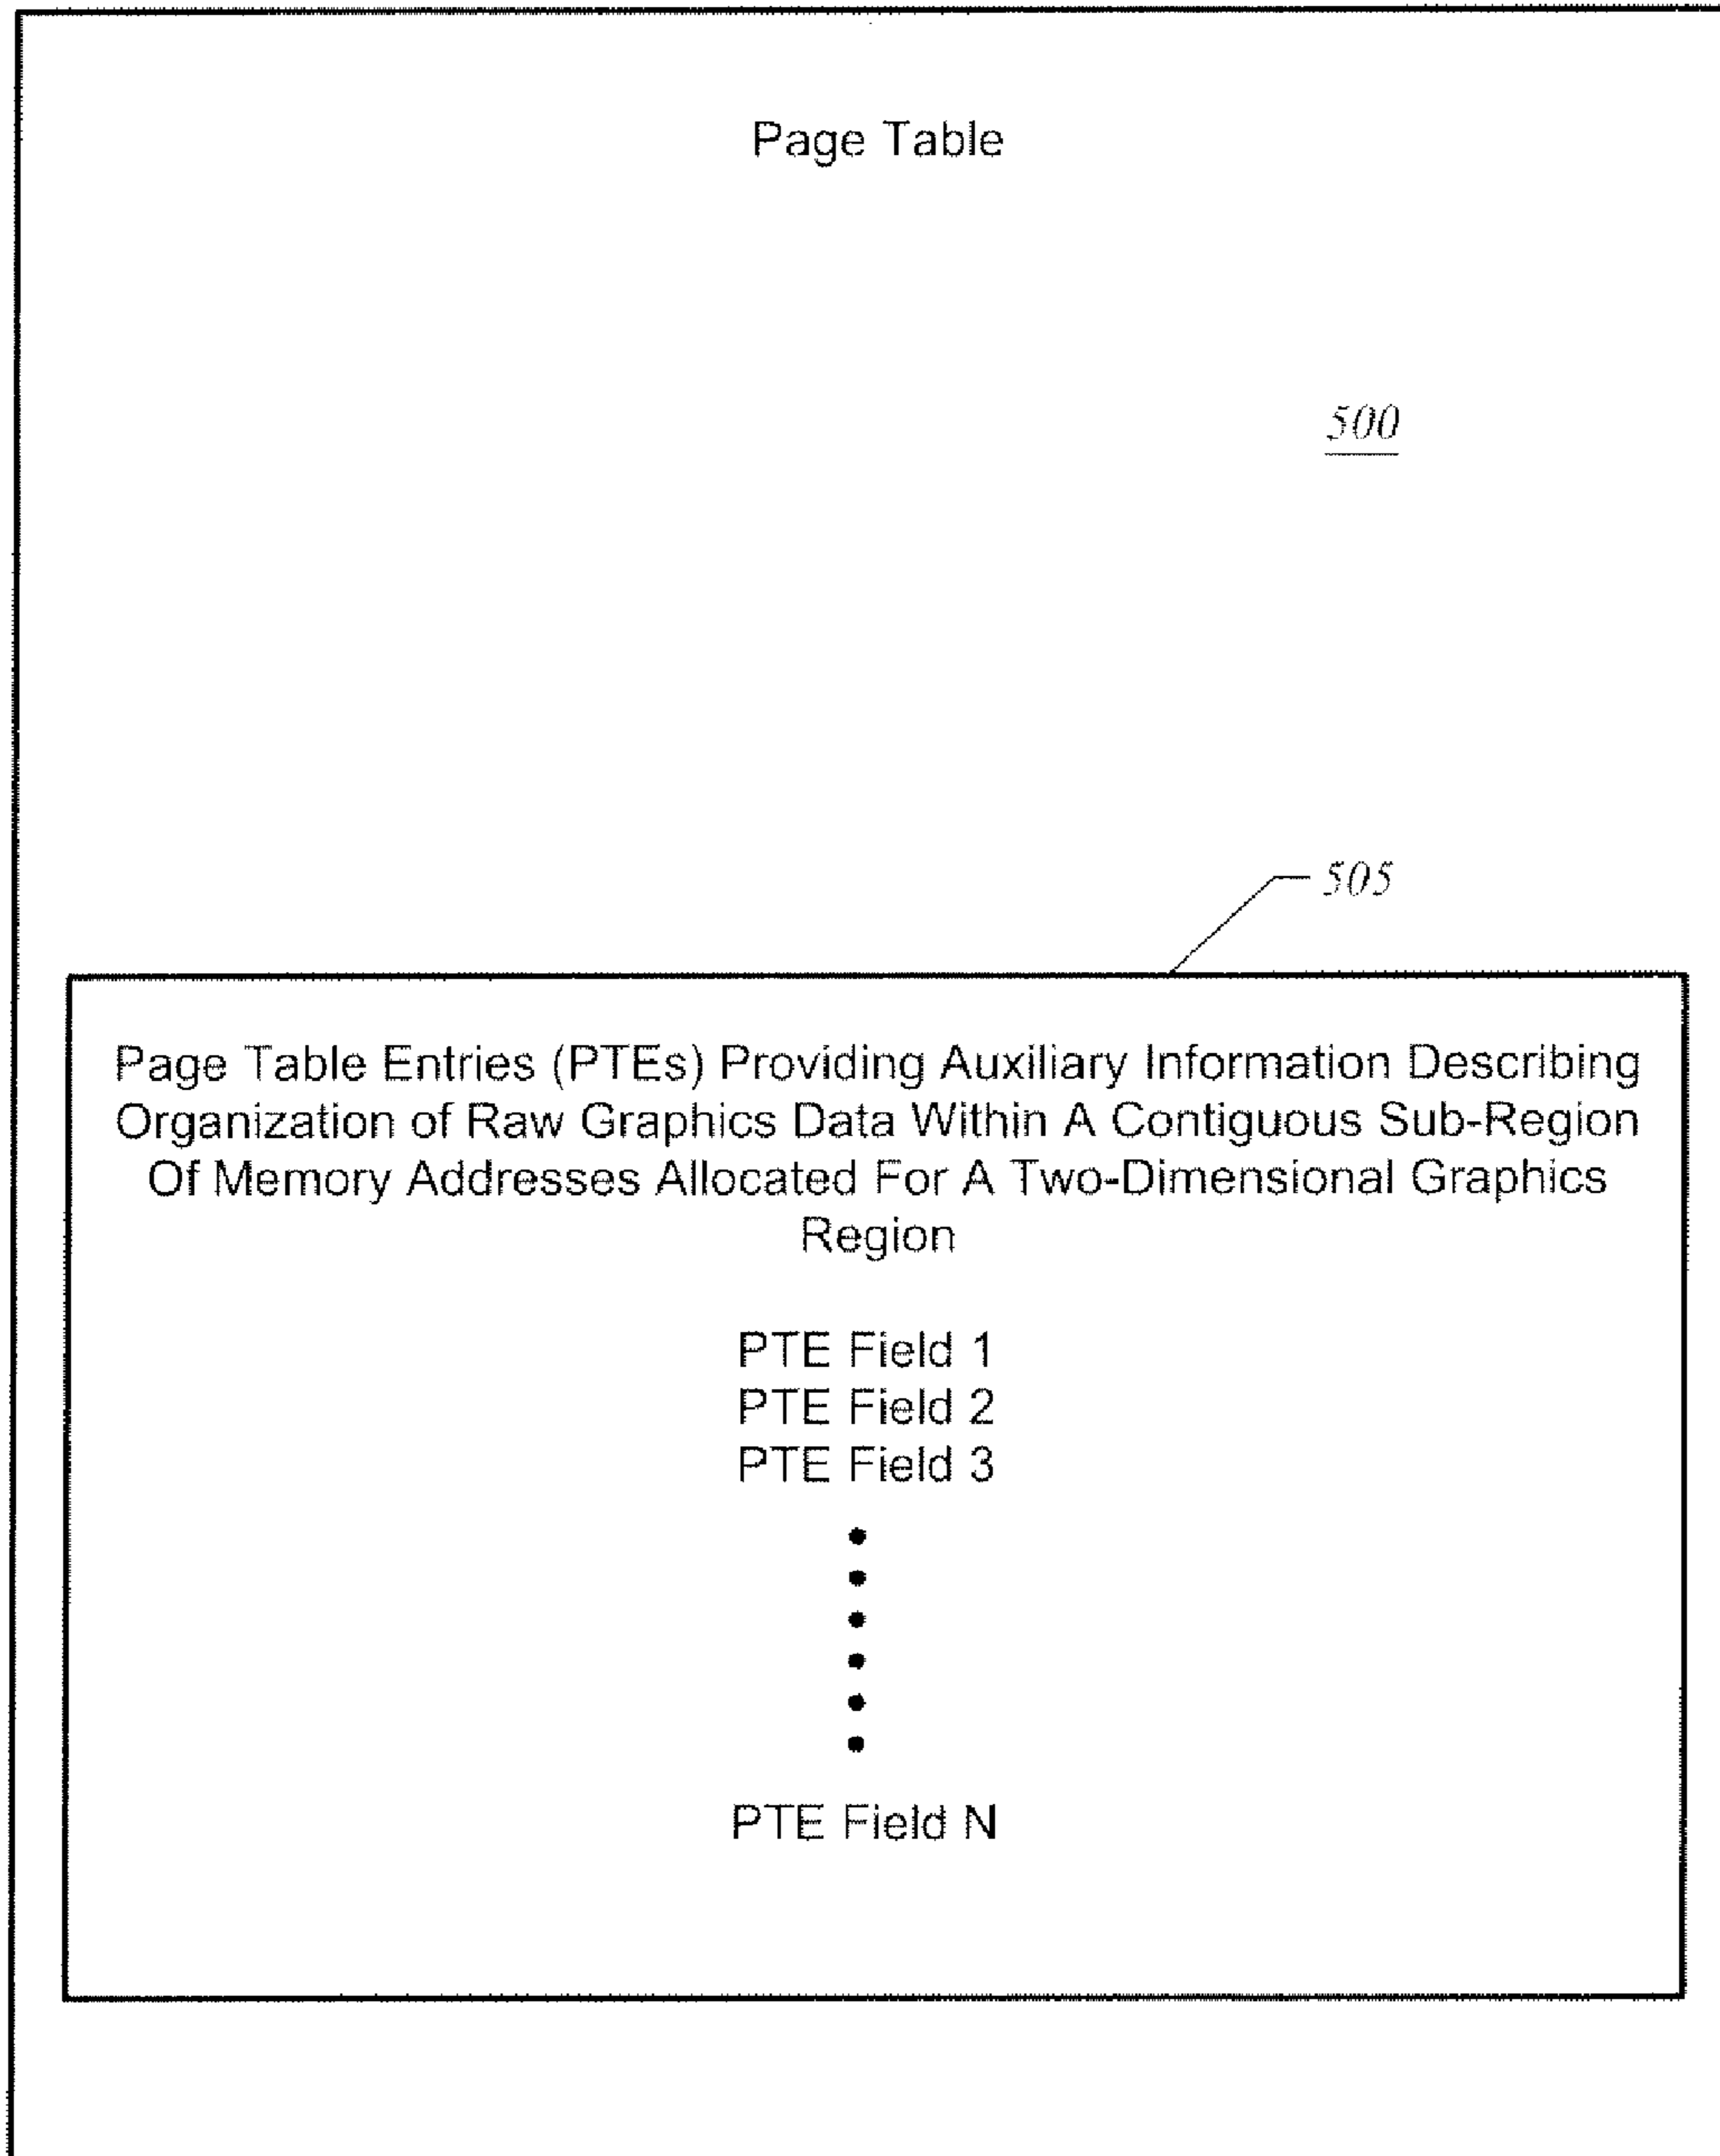 Page Table
500
505
Page Table Entries (PTEs) Providing Auxiliary Information Describing
Organization of Raw Graphics Data Within A Contiguous Sub-Region
Of Memory Addresses Allocated For A Two-Dimensional Graphics
Region
PTE Field 1
PTE Field 2
PTE Field 3
PTE Field N